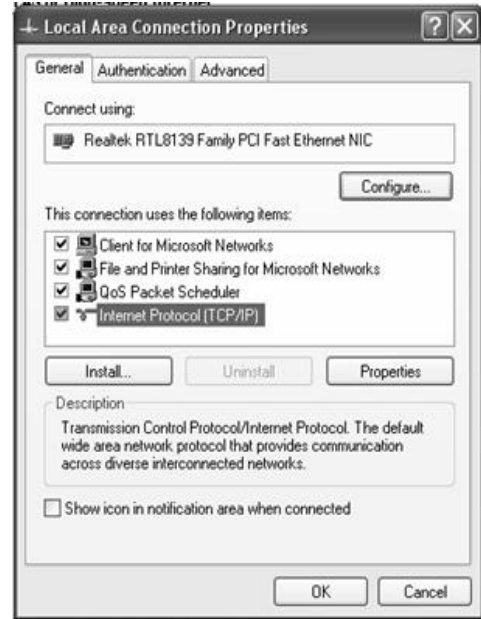 Local Area Connection Properties
General Authentication Advanced
Connect using:
Realtek RTL8139 Family PCI Fast Ethernet NIC
Configure...
This connection uses the following items:
Client for Microsoft Networks
File and Printer Sharing for Microsoft Networks
QoS Packet Scheduler
Internet Protocol (TCP/IP)
Install... Uninstall Properties
Description
Transmission Control Protocol/Internet Protocol. The default
wide area network protocol that provides communication
across diverse interconnected networks.
Show icon in notification area when connected
OK Cancel